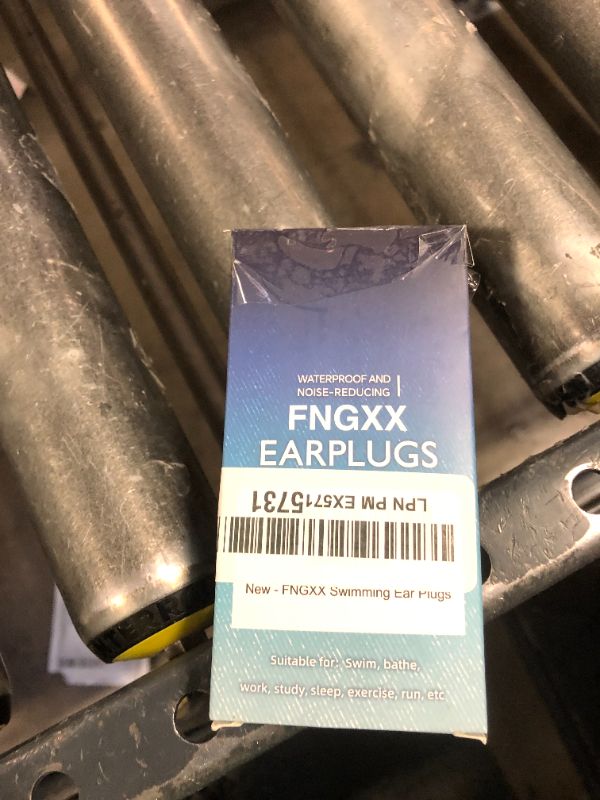 WATERPROOF AND
NOISE-REDUCING
FNGXX
EARPLUGS
LPN PM EX5715731
New - FNGXX Swimming Ear Plugs
Suitable for: Swim, bathe,
work, study, sleep, exercise, run, etc